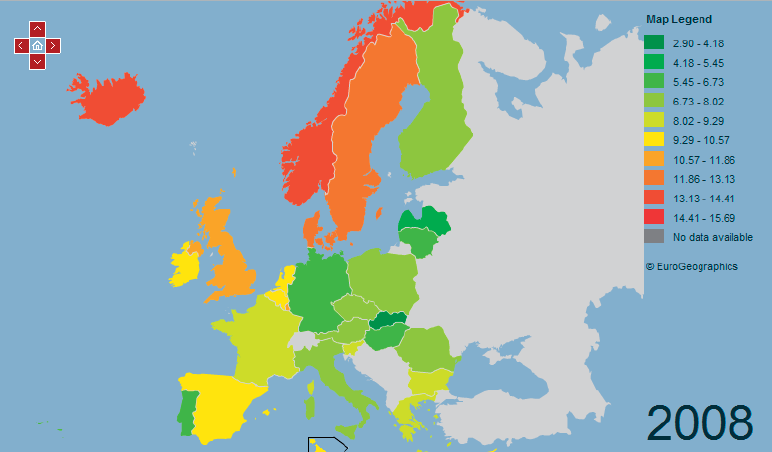 Map Legend
2.90 - 4.18
4.18 - 5.45
5.45 - 6.73
6.73 - 8.02
8.02 - 9.29
9.29 - 10.57
10.57 - 11.86
11.86 - 13.13
13.13 - 14.41
14.41 - 15.69
No data available
© EuroGeographics
2008